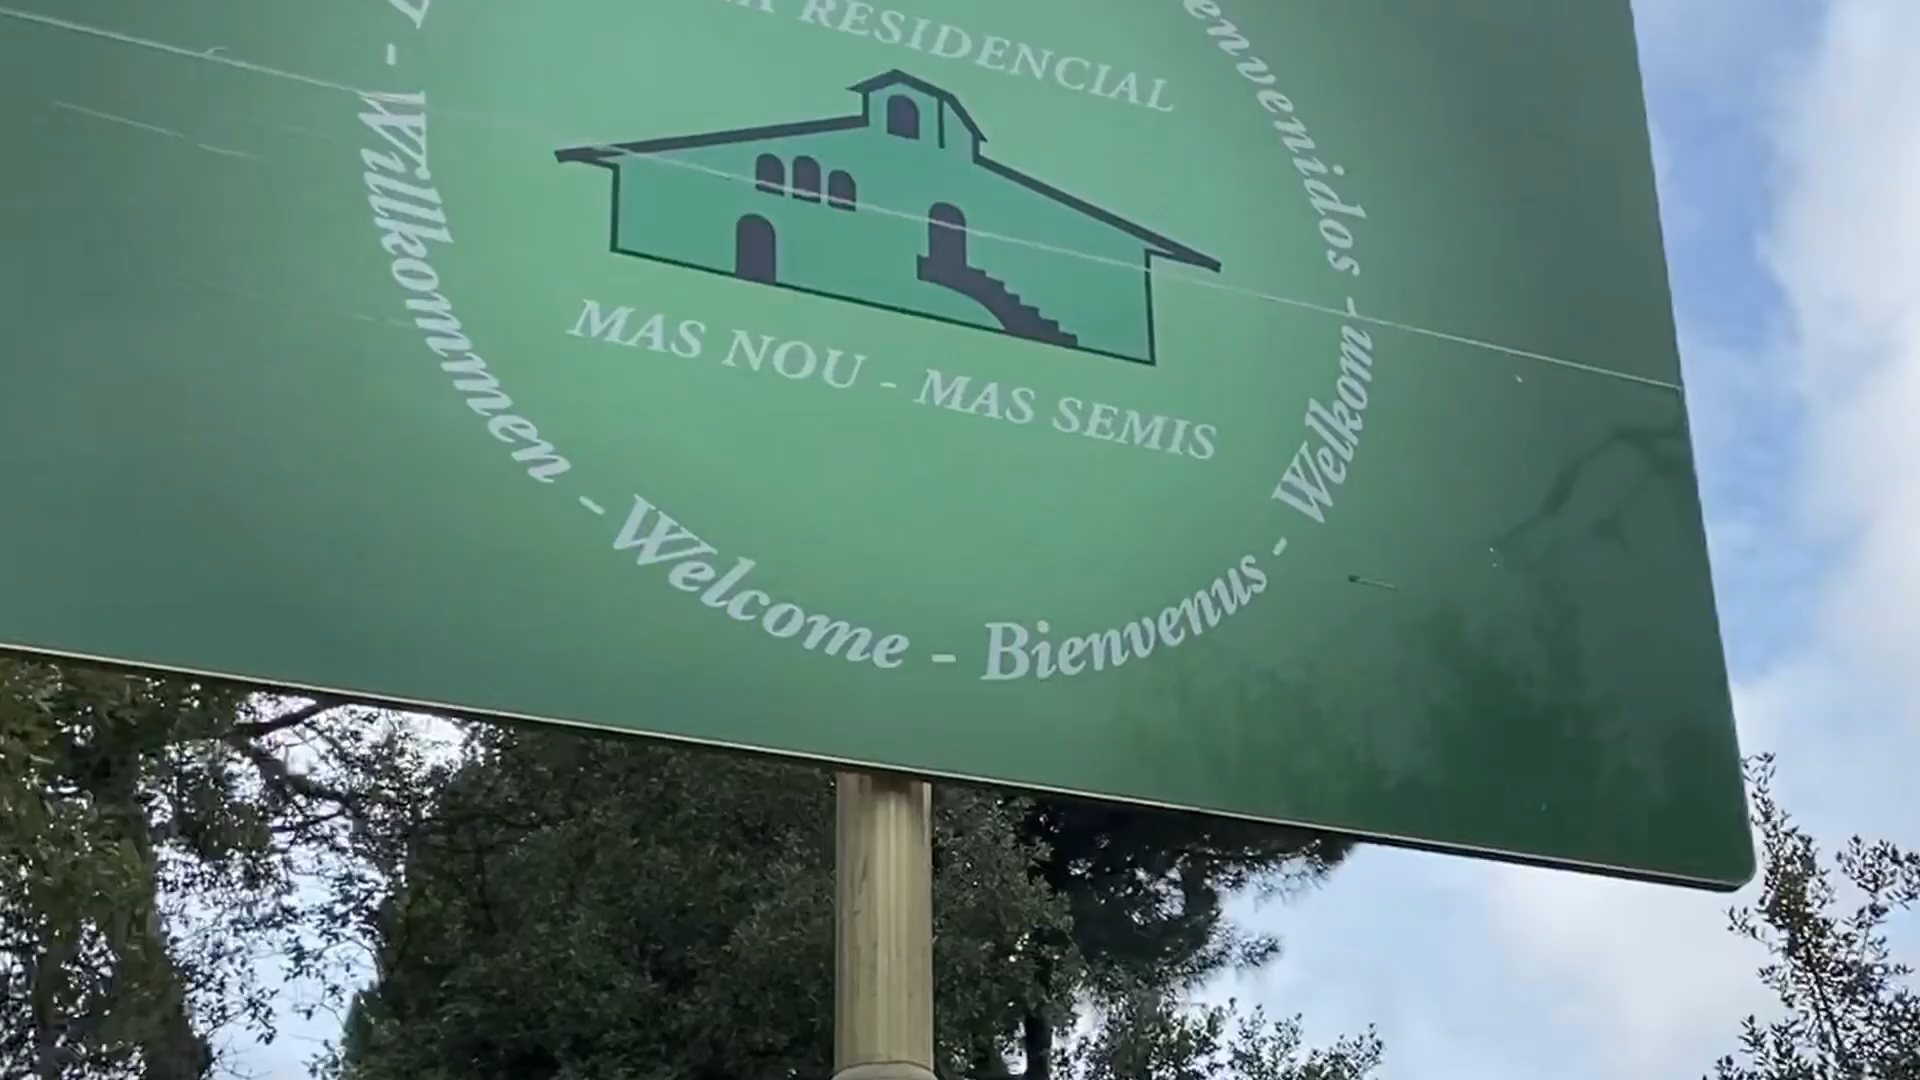 RESIDENCIAL
MAS NOU - MAS SEMIS
- Willkommen - Welcome - Bienvenus - Welkom -